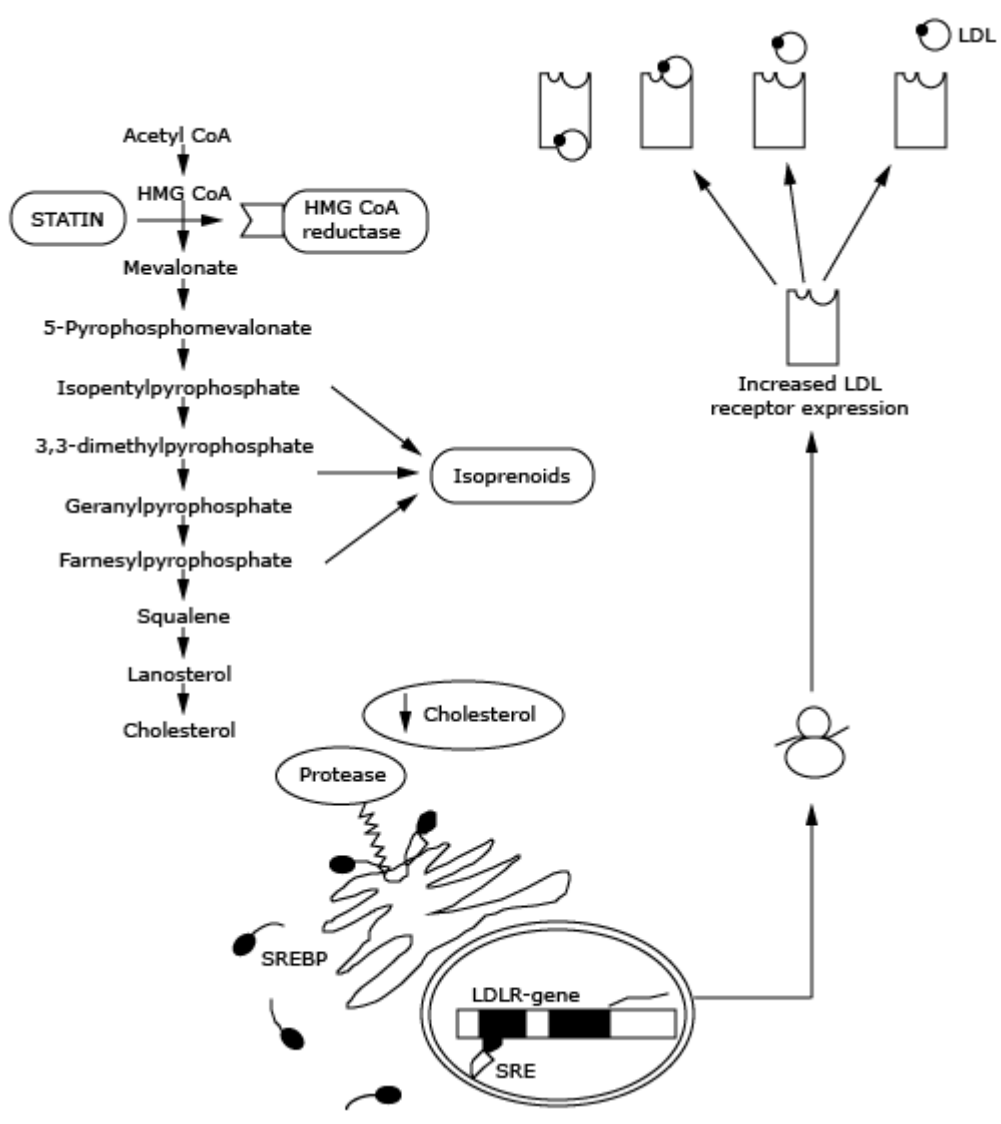 LDL
Acetyl CoA
HMG CoA
STATIN
HMG CoA
reductase
Mevalonate
5-Pyrophosphomevalonate
Isopentylpyrophosphate
3,3-dimethylpyrophosphate
Isoprenoids
Geranylpyrophosphate
Farnesylpyrophosphate
Squalene
Lanosterol
Cholesterol
Increased LDL
receptor expression
Cholesterol
Protease
SREBP
LDLR-gene
SRE